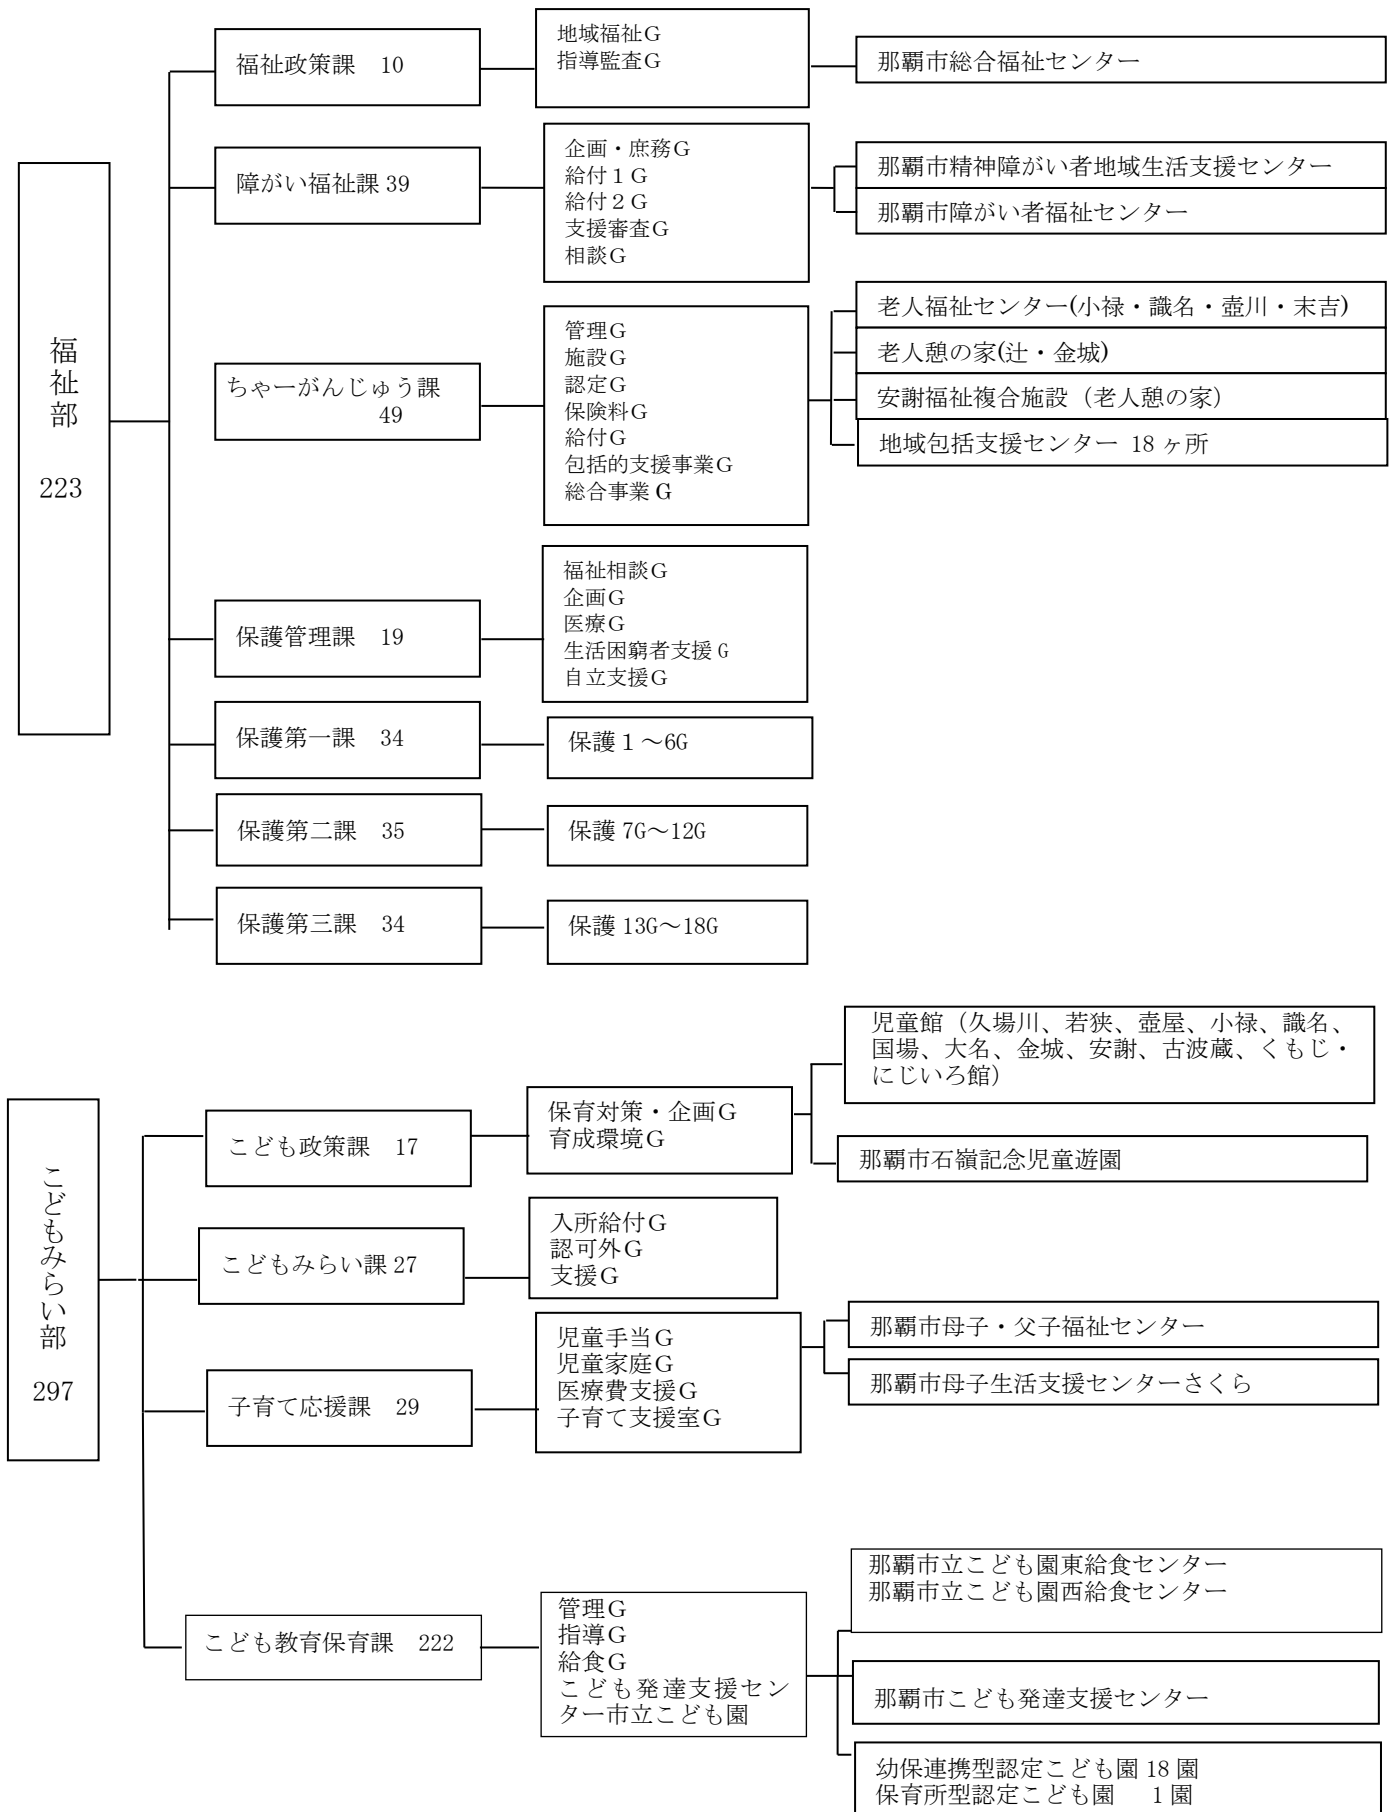 福祉部
223
福祉政策課　10
地域福祉Ｇ
指導監査Ｇ
那覇市総合福祉センター
障がい福祉課 39
企画・庶務Ｇ
給付１Ｇ
給付２Ｇ
支援審査Ｇ
相談Ｇ
那覇市精神障がい者地域生活支援センター
那覇市障がい者福祉センター
ちゃーがんじゅう課
49
管理Ｇ
施設Ｇ
認定Ｇ
保険料Ｇ
給付Ｇ
包括的支援事業Ｇ
総合事業 G
老人福祉センター(小禄・識名・壺川・末吉)
老人憩の家(辻・金城)
安謝福祉複合施設（老人憩の家）
地域包括支援センター 18 ヶ所
保護管理課　19
福祉相談Ｇ
企画Ｇ
医療Ｇ
生活困窮者支援 G
自立支援Ｇ
保護第一課　34
保護１～6G
保護第二課　35
保護 7G～12G
保護第三課　34
保護 13G～18G
こどもみらい部
297
こども政策課　17
保育対策・企画Ｇ
育成環境Ｇ
児童館（久場川、若狭、壺屋、小禄、識名、
国場、大名、金城、安謝、古波蔵、くもじ・
にじいろ館）
那覇市石嶺記念児童遊園
こどもみらい課 27
入所給付Ｇ
認可外Ｇ
支援Ｇ
子育て応援課　29
児童手当Ｇ
児童家庭Ｇ
医療費支援Ｇ
子育て支援室Ｇ
那覇市母子・父子福祉センター
那覇市母子生活支援センターさくら
こども教育保育課　222
管理Ｇ
指導Ｇ
給食Ｇ
こども発達支援セン
ター市立こども園
那覇市立こども園東給食センター
那覇市立こども園西給食センター
那覇市こども発達支援センター
幼保連携型認定こども園 18 園
保育所型認定こども園　 1 園